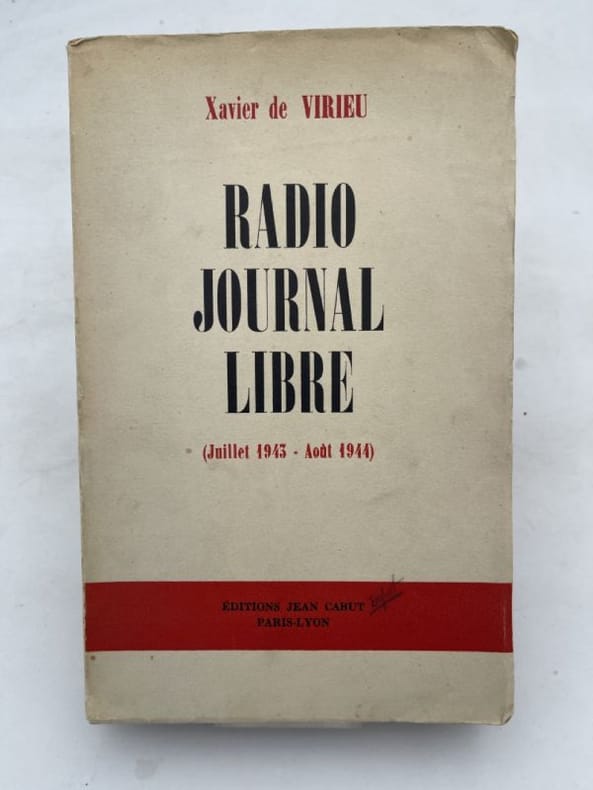 Xavier de VIRIEU
RADIO
JOURNAL
LIBRE
(Juillet 1943 - Août 1944)
ÉDITIONS JEAN CABUT
PARIS-LYON